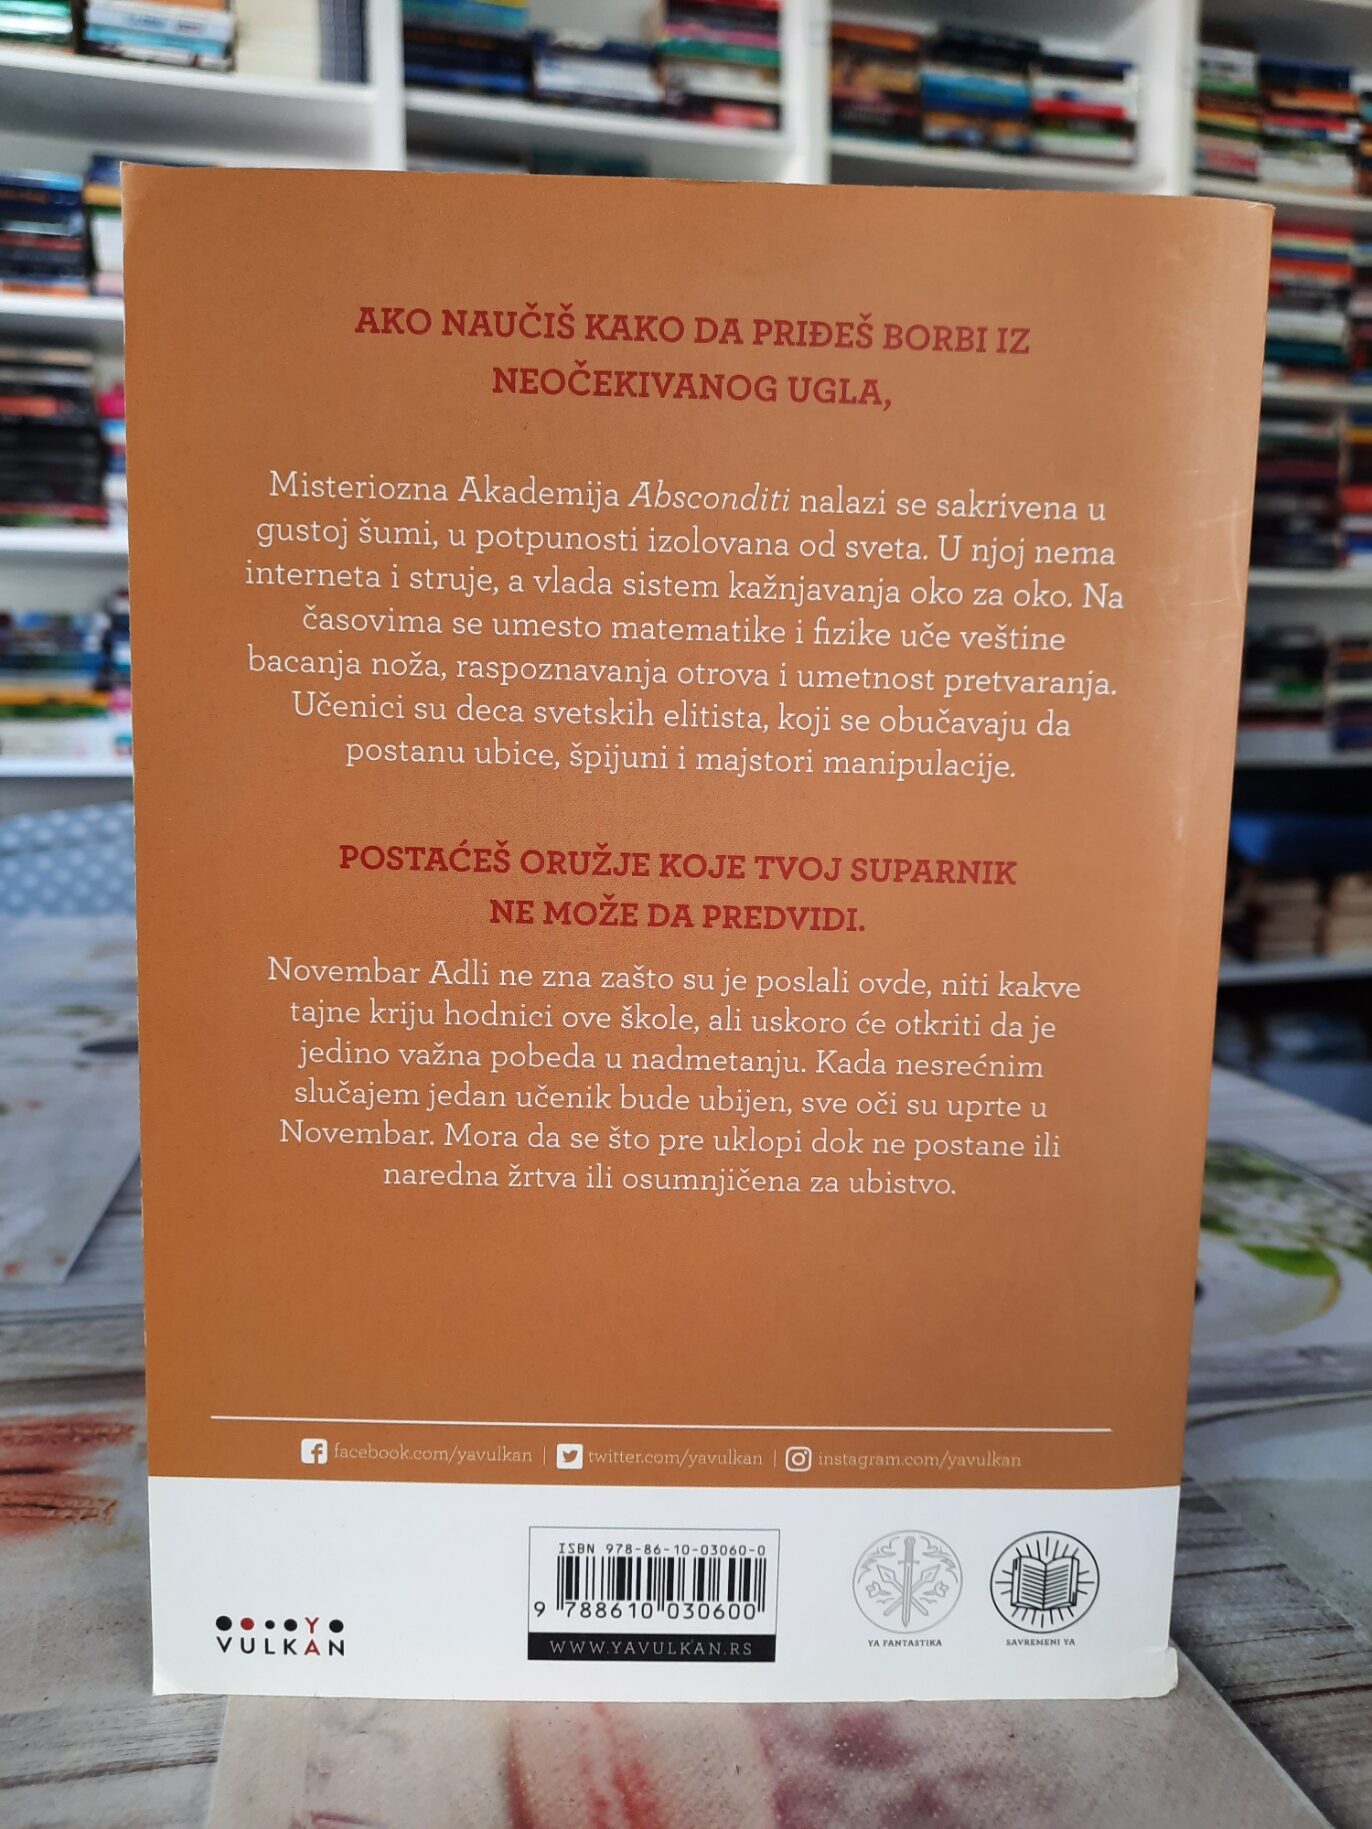 AKO NAUČIŠ KAKO DA PRIĐEŠ BORBI IZ
NEOČEKIVANOG UGLA,
Misteriozna Akademija Absconditi nalazi se sakrivena u
gustoj šumi, u potpunosti izolovana od sveta. U njoj nema
interneta i struje, a vlada sistem kažnjavanja oko za oko. Na
časovima se umesto matematike i fizike uče veštine
bacanja noža, raspoznavanja otrova i umetnost pretvaranja.
Učenici su deca svetskih elitista, koji se obučavaju da
postanu ubice, špijuni i majstori manipulacije.
POSTAĆEŠ ORUŽJE KOJE TVOJ SUPARNIK
NE MOŽE DA PREDVIDI.
Novembar Adli ne zna zašto su je poslali ovde, niti kakve
tajne kriju hodnici ove škole, ali uskoro će otkriti da je
jedino važna pobeda u nadmetanju. Kada nesrećnim
slučajem jedan učenik bude ubijen, sve oči su uprte u
Novembar. Mora da se što pre uklopi dok ne postane ili
naredna žrtva ili osumnjičena za ubistvo.
facebook.com/yavulkan | twitter.com/yavulkan | instagram.com/yavulkan
ISBN 978-86-10-03060-0
9 788610 030600
WWW.YAVULKAN.RS
YA
VULKAN
YA FANTASTIKA
SAVREMENI YA